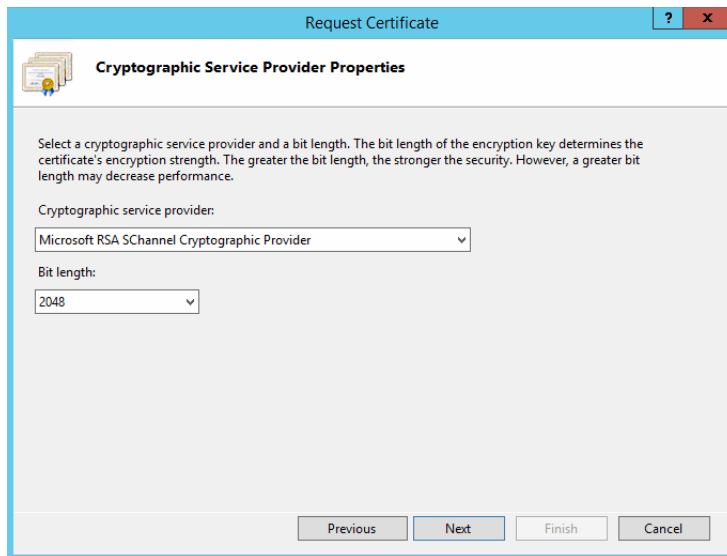 Request Certificate
?
x
Cryptographic Service Provider Properties
Select a cryptographic service provider and a bit length. The bit length of the encryption key determines the
certificate's encryption strength. The greater the bit length, the stronger the security. However, a greater bit
length may decrease performance.
Cryptographic service provider:
Microsoft RSA SChannel Cryptographic Provider
Bit length:
2048
Previous
Next
Finish
Cancel